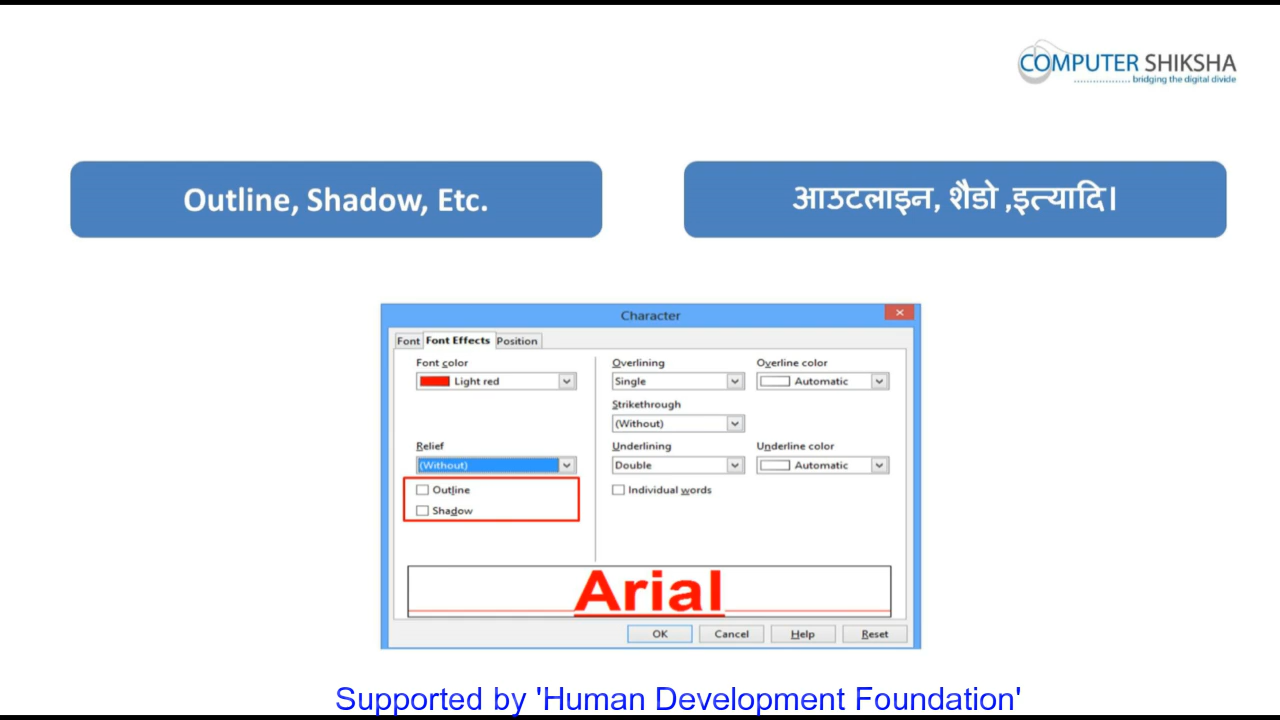 COMPUTER SHIKSHA
bridging the digital divide
Outline, Shadow, Etc.
आउटलाइन, शैडो ,इत्यादि।
Character
Font Font Effects Position
Font color
Light red
Overlining
Single
Overline color
Automatic
Strikethrough
(Without)
Relief
(Without)
Underlining
Double
Underline color
Automatic
Outline
Shadow
Individual words
Arial
OK Cancel Help Reset
Supported by 'Human Development Foundation'